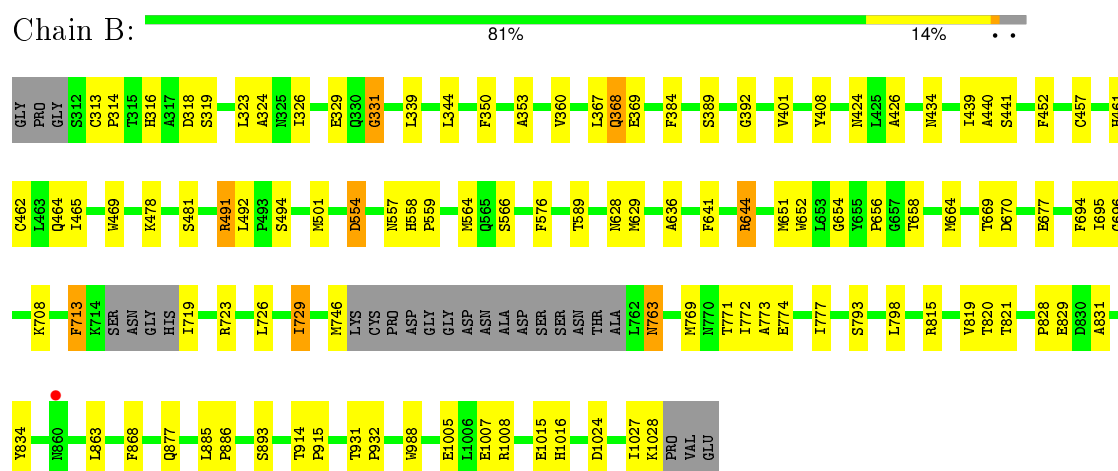 Chain B:
81% 14% • •
GLY PRO GLY S312 C313 P314 T315 H316 A317 D318 S319 L323 A324 N325 I326 E329 Q330 G331 L339 L344 F350 A353 V360 L367 Q368 E369 F384 S389 G392 V401 Y408 N424 L425 A426 N434 I439 A440 S441 F452 C457 H461
C462 L463 Q464 I465 W469 K478 S481 R491 L492 P493 S494 M501 D554 N557 H558 P559 M564 Q565 S566 F576 T589 N628 M629 A636 F641 R644 M651 W652 L653 G654 Y655 P656 G657 T658 M664 T669 D670 E677 F694 I695 C696
K708 F713 K714 SER ASN GLY HIS I719 R723 L726 I729 M746 LYS CYS PRO ASP GLY GLY ASP ASN ALA ASP SER SER ASN THR ALA L762 N763 M769 N770 T771 I772 A773 E774 I777 S793 L798 R815 V819 T820 T821 P828 E829 D830 A831
Y834 N860 L863 F868 Q877 L885 P886 S893 T914 P915 T931 P932 W988 E1005 L1006 E1007 R1008 E1015 H1016 D1024 I1027 K1028 PRO VAL GLU